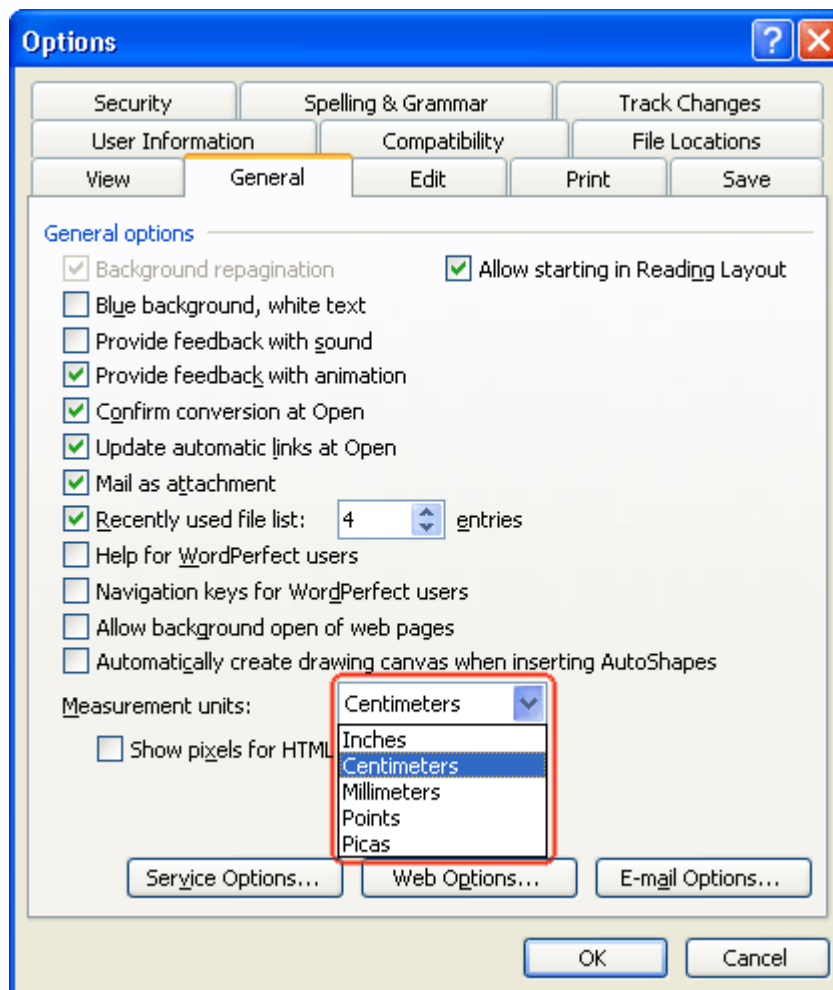 Options
Security Spelling & Grammar Track Changes
User Information Compatibility File Locations
View General Edit Print Save
General options
Background repagination Allow starting in Reading Layout
Blue background, white text
Provide feedback with sound
Provide feedback with animation
Confirm conversion at Open
Update automatic links at Open
Mail as attachment
Recently used file list: 4 entries
Help for WordPerfect users
Navigation keys for WordPerfect users
Allow background open of web pages
Automatically create drawing canvas when inserting AutoShapes
Measurement units: Centimeters
Show pixels for HTML
Inches
Centimeters
Millimeters
Points
Picas
Service Options... Web Options... E-mail Options...
OK Cancel